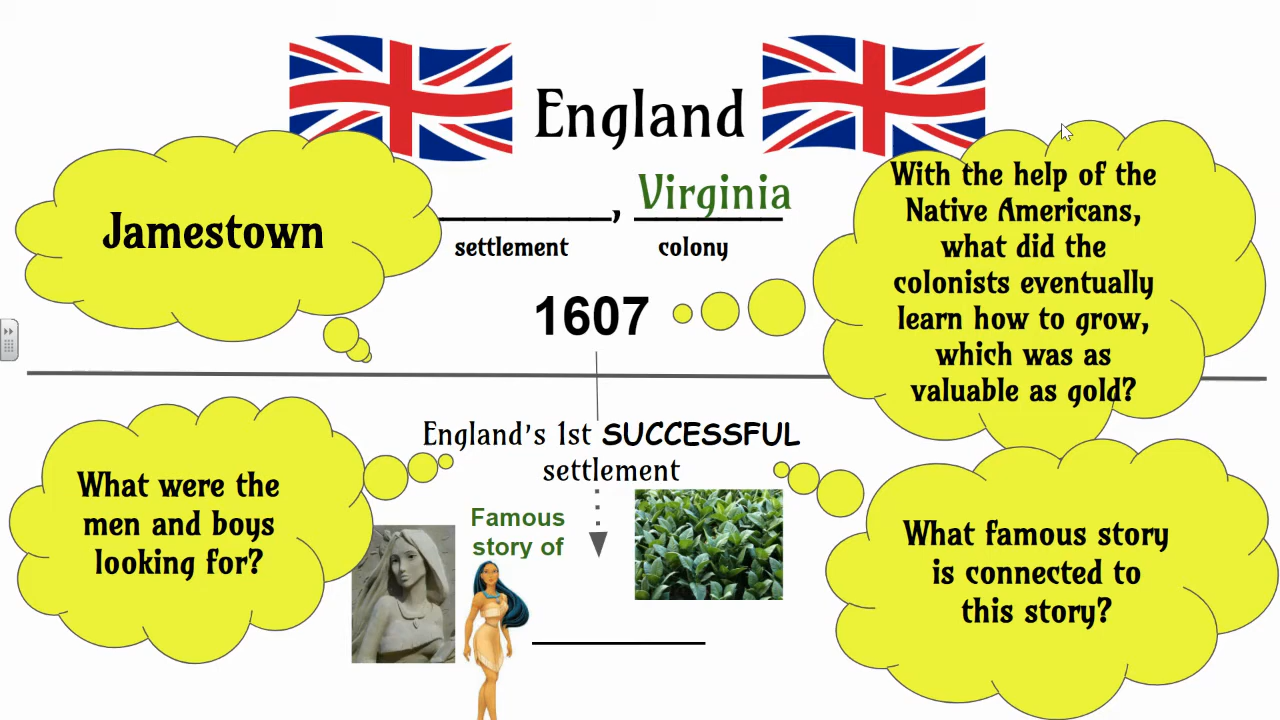 England
Jamestown
___________, Virginia
settlement
colony
1607
With the help of the
Native Americans,
what did the
colonists eventually
learn how to grow,
which was as
valuable as gold?
England's 1st SUCCESSFUL
settlement
What were the
men and boys
looking for?
Famous
story of
What famous story
is connected to
this story?